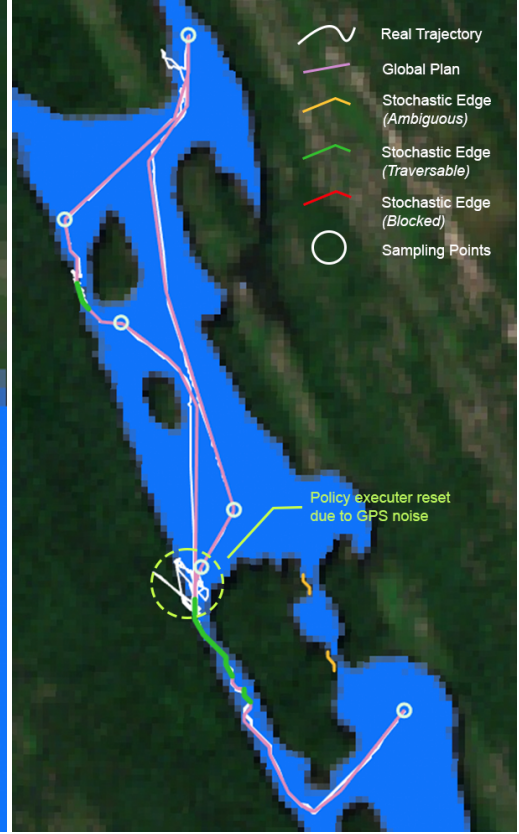 Real Trajectory
Global Plan
Stochastic Edge
(Ambiguous)
Stochastic Edge
(Traversable)
Stochastic Edge
(Blocked)
Sampling Points
Policy executer reset
due to GPS noise